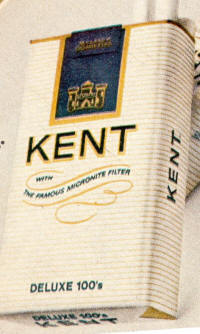 KENT
WITH
THE FAMOUS MICRONITE FILTER
DELUXE 100's
KENT
DELUXE 100's
KENT